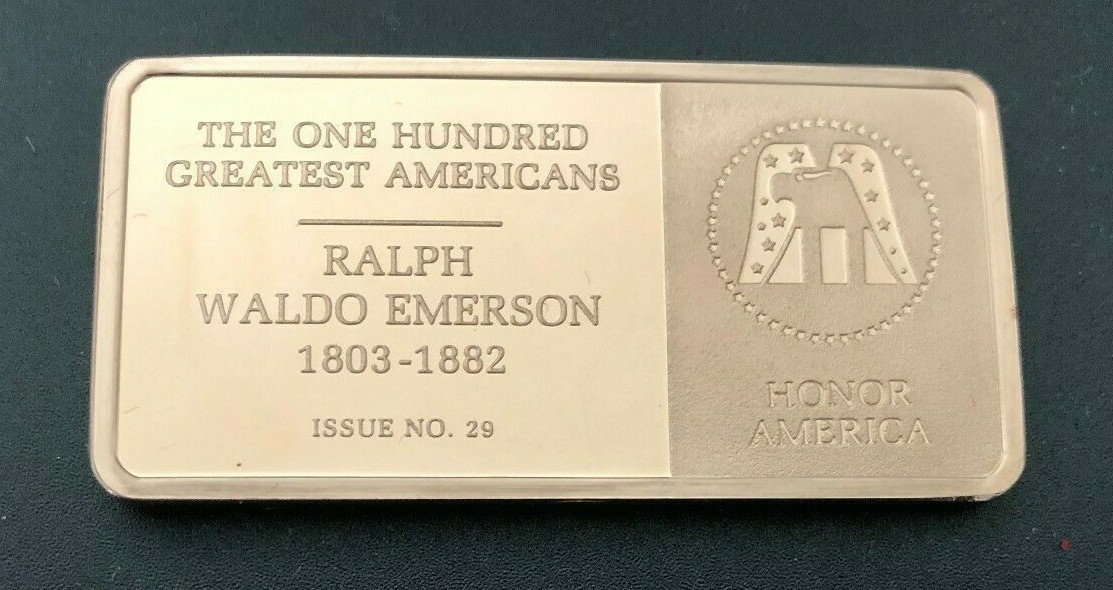 THE ONE HUNDRED
GREATEST AMERICANS
RALPH
WALDO EMERSON
1803-1882
ISSUE NO. 29
HONOR
AMERICA